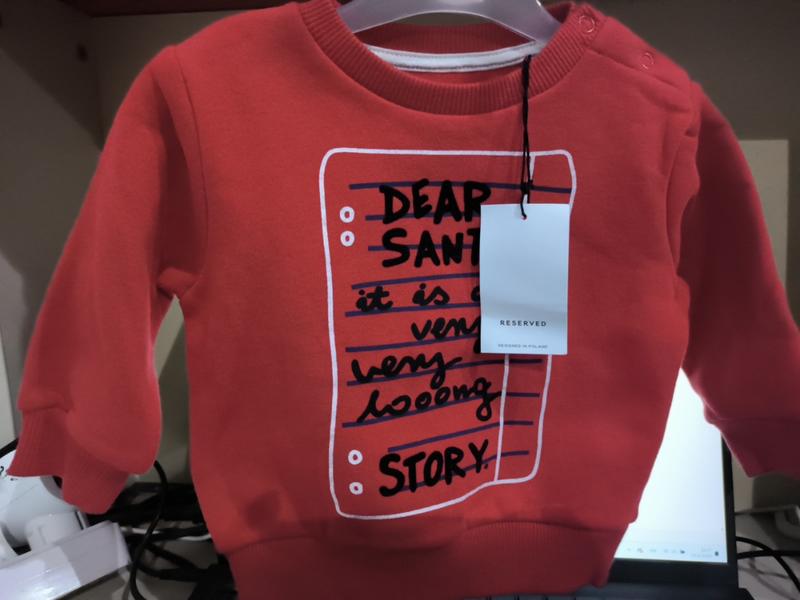 DEAR
SANT
it is
very
very
looong
STORY.
RESERVED
DESIGNED IN POLAND